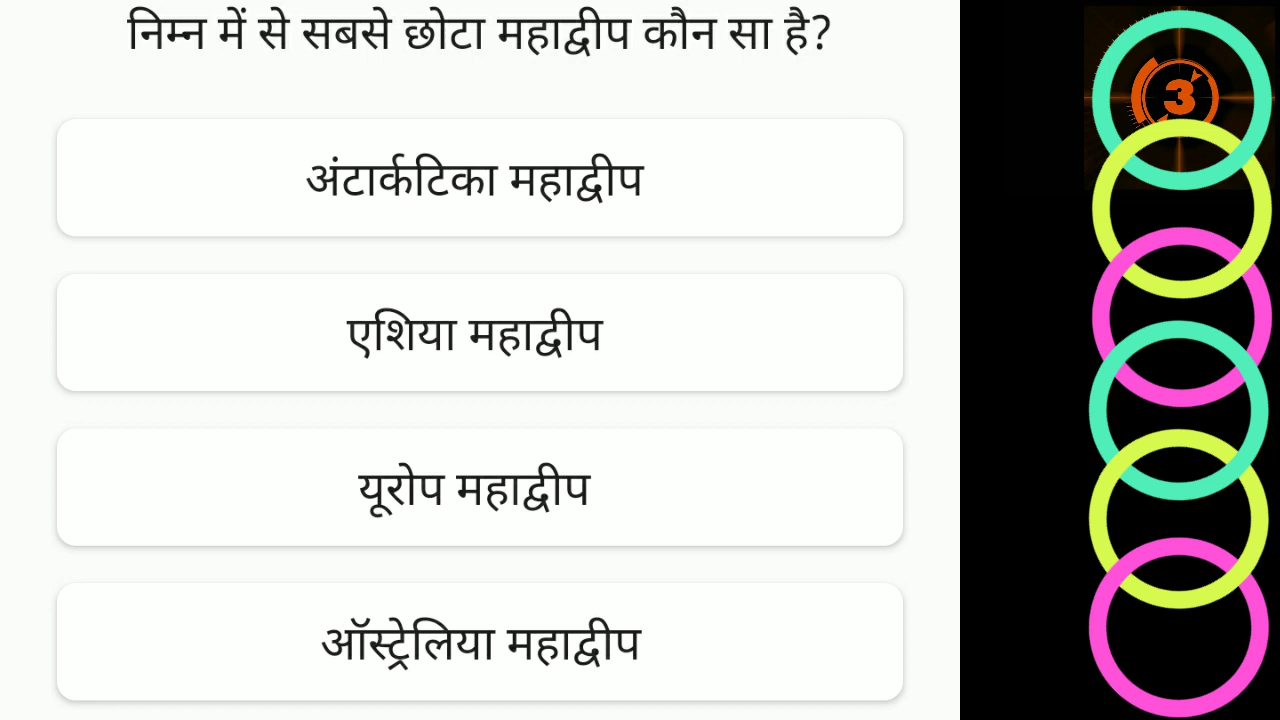 निम्न में से सबसे छोटा महाद्वीप कौन सा है?
3
अंटार्कटिका महाद्वीप
एशिया महाद्वीप
यूरोप महाद्वीप
ऑस्ट्रेलिया महाद्वीप